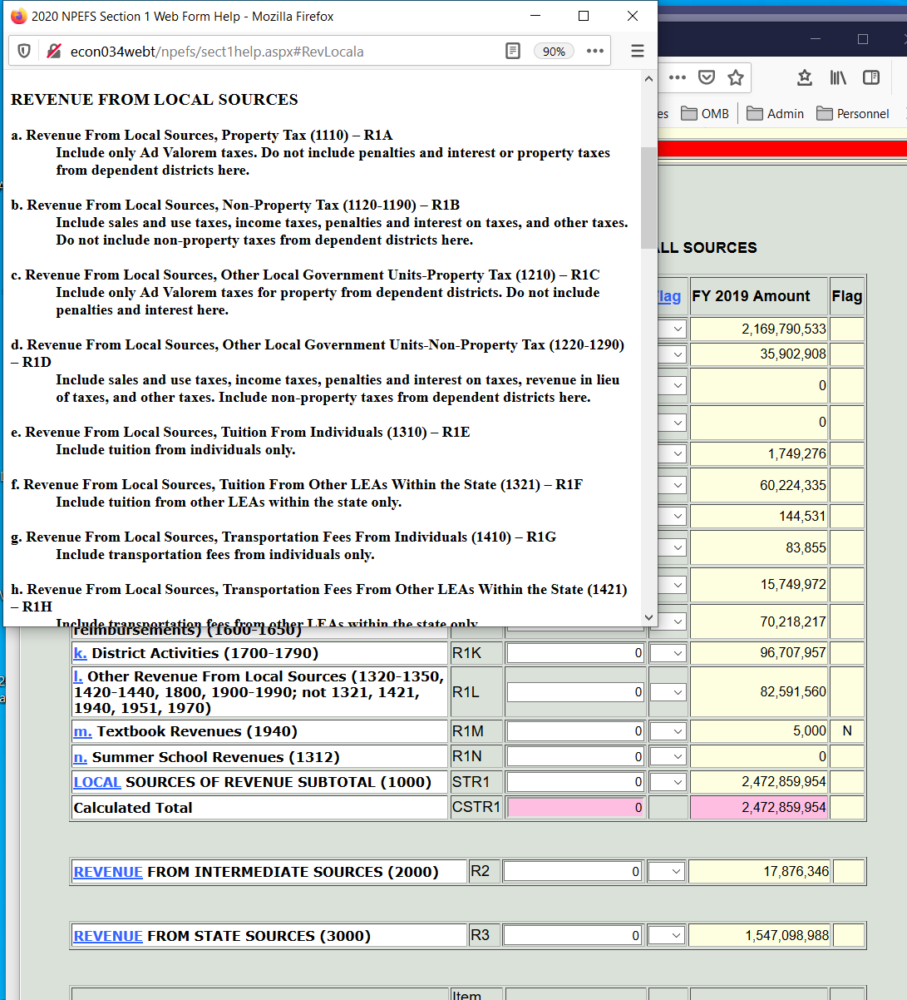 2020 NPEFS Section 1 Web Form Help - Mozilla Firefox
econ034webt/npefs/sect1help.aspx#RevLocala
90%
OMB
Admin
Personnel
REVENUE FROM LOCAL SOURCES
a. Revenue From Local Sources, Property Tax (1110) – R1A
Include only Ad Valorem taxes. Do not include penalties and interest or property taxes
from dependent districts here.
b. Revenue From Local Sources, Non-Property Tax (1120-1190) – R1B
Include sales and use taxes, income taxes, penalties and interest on taxes, and other taxes.
Do not include non-property taxes from dependent districts here.
c. Revenue From Local Sources, Other Local Government Units-Property Tax (1210) – R1C
Include only Ad Valorem taxes for property from dependent districts. Do not include
penalties and interest here.
d. Revenue From Local Sources, Other Local Government Units-Non-Property Tax (1220-1290)
– R1D
Include sales and use taxes, income taxes, penalties and interest on taxes, revenue in lieu
of taxes, and other taxes. Include non-property taxes from dependent districts here.
e. Revenue From Local Sources, Tuition From Individuals (1310) – R1E
Include tuition from individuals only.
f. Revenue From Local Sources, Tuition From Other LEAs Within the State (1321) – R1F
Include tuition from other LEAs within the state only.
g. Revenue From Local Sources, Transportation Fees From Individuals (1410) – R1G
Include transportation fees from individuals only.
h. Revenue From Local Sources, Transportation Fees From Other LEAs Within the State (1421)
– R1H
Include transportation fees from other LEAs within the state only.
ALL SOURCES
Flag FY 2019 Amount Flag
2,169,790,533
35,902,908
0
0
1,749,276
60,224,335
144,531
83,855
15,749,972
70,218,217
reimbursements) (1600-1650)
k. District Activities (1700-1790) R1K 0 96,707,957
l. Other Revenue From Local Sources (1320-1350,
1420-1440, 1800, 1900-1990; not 1321, 1421, R1L 0 82,591,560
1940, 1951, 1970)
m. Textbook Revenues (1940) R1M 0 5,000 N
n. Summer School Revenues (1312) R1N 0 0
LOCAL SOURCES OF REVENUE SUBTOTAL (1000) STR1 0 2,472,859,954
Calculated Total CSTR1 0 2,472,859,954
REVENUE FROM INTERMEDIATE SOURCES (2000) R2 0 17,876,346
REVENUE FROM STATE SOURCES (3000) R3 0 1,547,098,988
Item